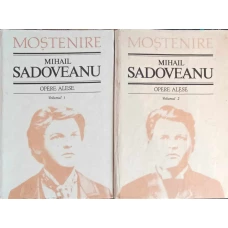 MOȘTENIRE
MIHAIL
SADOVEANU
OPERE ALESE
Volumul 1
MOȘTENIRE
MIHAIL
SADOVEANU
OPERE ALESE
Volumul 2